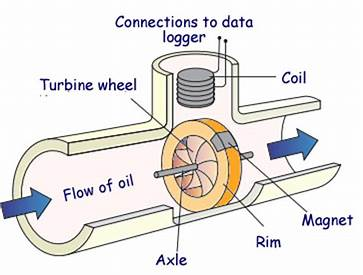 Connections to data
logger
Turbine wheel
Coil
Flow of oil
Magnet
Rim
Axle